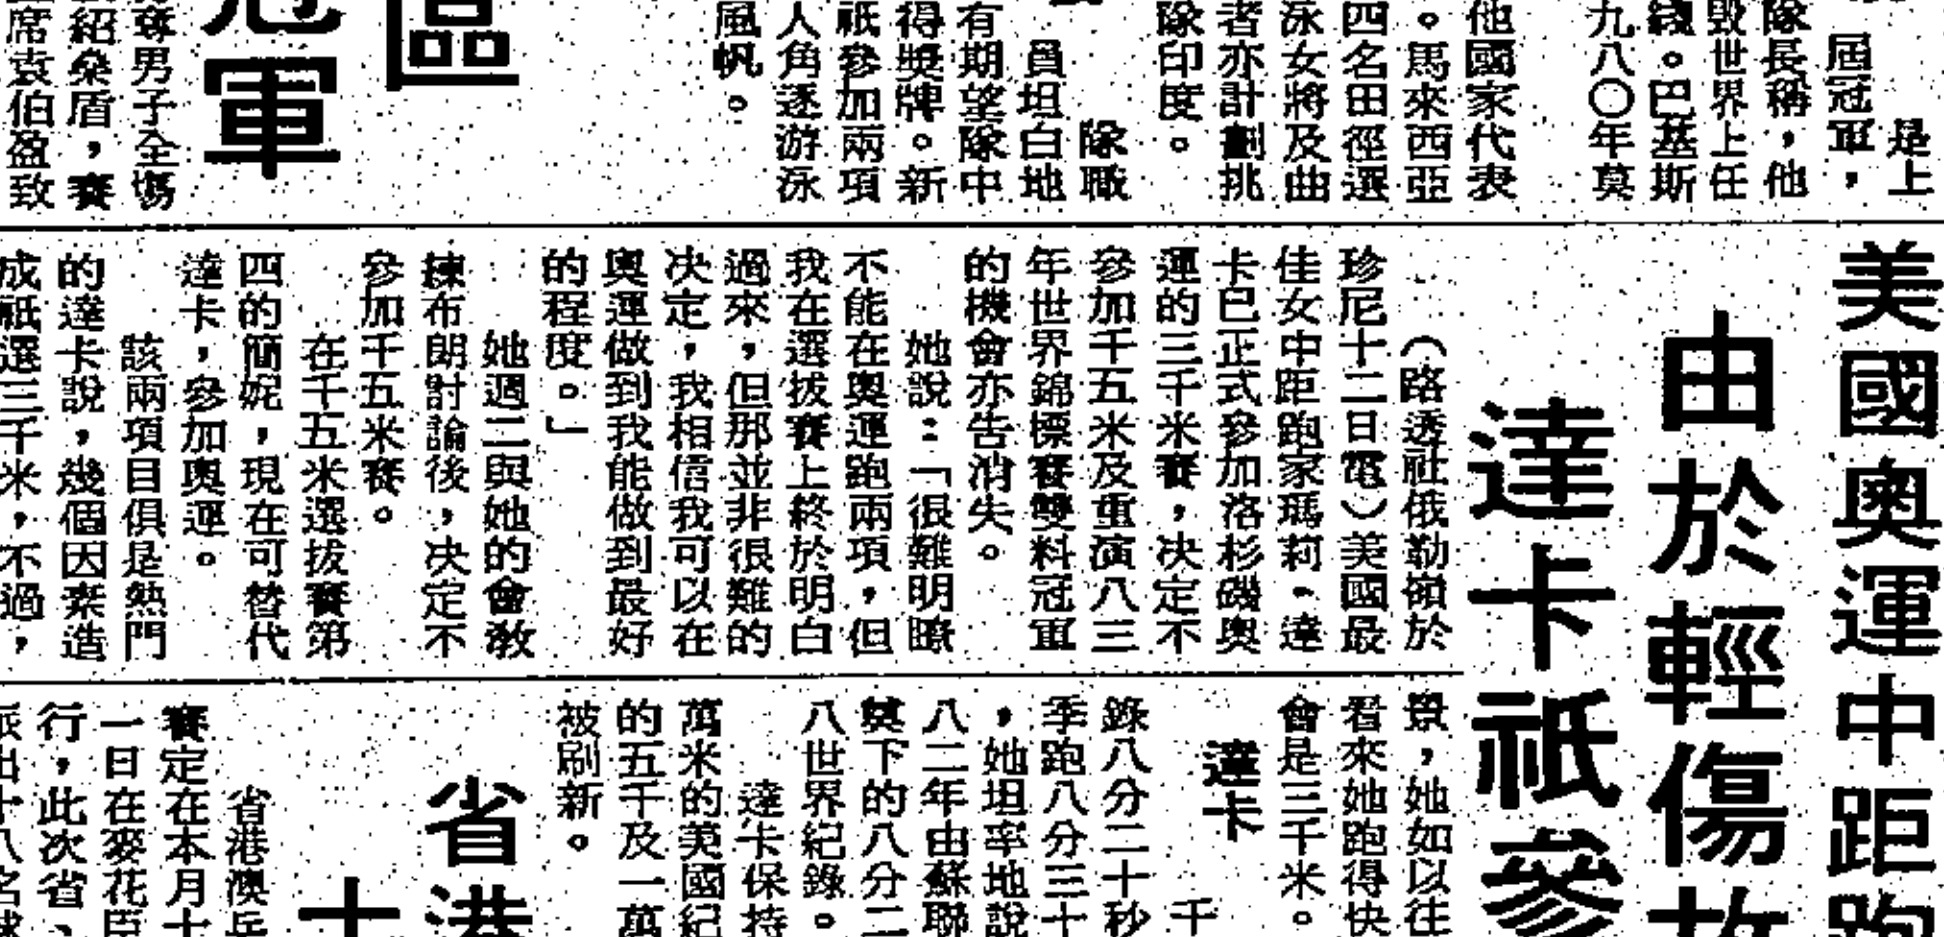 是上
屆冠軍，
隊長稱，他
毀世界上任
綫。巴基斯
九八〇年莫
他國家代表
。馬來西亞
四名田徑選
泳女將及曲
者亦計劃挑
隊印度。
隊職
員坦白地
有期望隊中
得獎牌。新
祇參加兩項
人角逐游泳
風帆。
區
冠軍
奪男子全塲
紹燊盾，賽
席袁伯盈致
美國奧運中距跑
由於輕傷故
達卡祇參
（路透社俄勒崗於
珍尼十二日電）美國最
佳女中距跑家瑪莉・達
卡已正式參加洛杉磯奧
運的三千米賽，决定不
參加千五米及重演八三
年世界錦標賽雙料冠軍
的機會亦告消失。
她說：「很難明瞭
不能在奧運跑兩項，但
我在選拔賽上終於明白
過來，但那並非很難的
决定，我相信我可以在
奧運做到我能做到最好
的程度。」
她週二與她的會教
練布朗討論後，决定不
參加千五米賽。
在千五米選拔賽第
四的簡妮，現在可替代
達卡，參加奧運。
該兩項目俱是熱門
的達卡說，幾個因素造
成祇選三千米，不過，
景，她如以往
看來她跑得快
會是三千米。
達卡
千
錄八分二十秒
季跑八分三十
，她坦率地說
八二年由蘇聯
奠下的八分二
八世界紀錄。
達卡保持
萬米的美國紀
的五千及一萬
被刷新。
省港
十
省港澳乒
賽定在本月十
一日在麥花臣
行，此次省、
派出十八名球